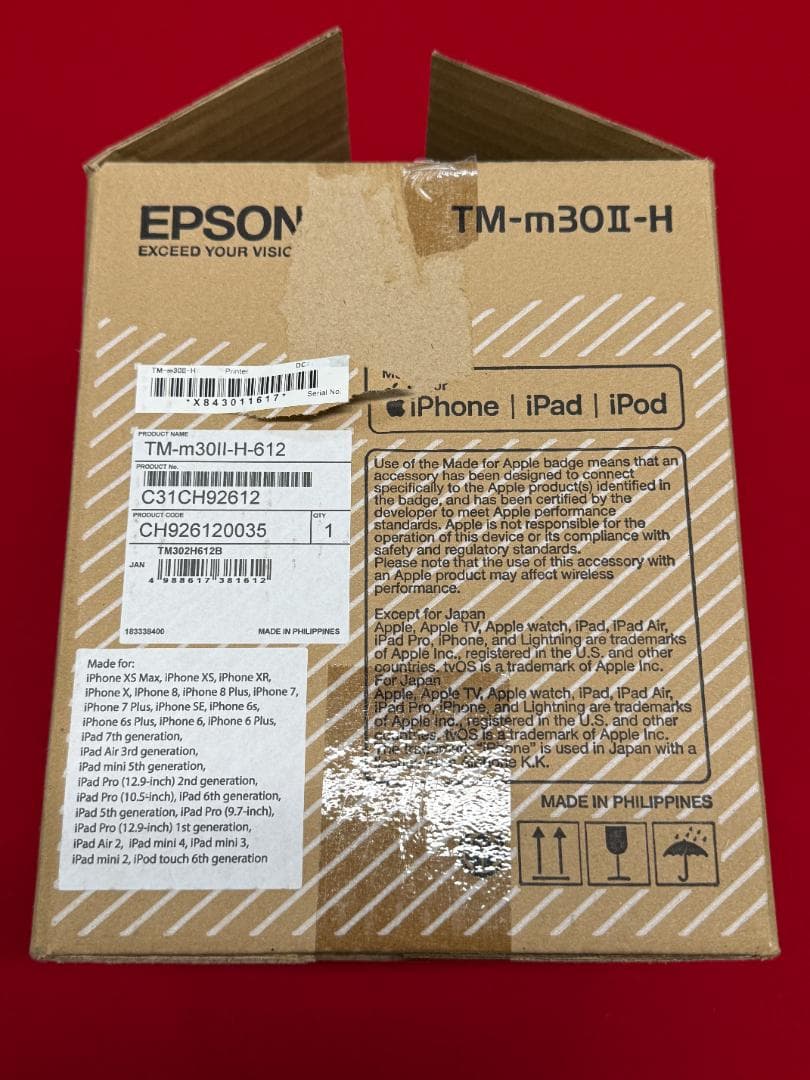 EPSON
EXCEED YOUR
TM-m30II-H
TM-m30II-H Printer
*X843011617* Serial No.
PRODUCT NAME
TM-m30II-H-612
PRODUCT No.
C31CH92612
PRODUCT CODE
CH926120035
QTY
1
TM302H612B
JAN
4 988617 381612
183338400 MADE IN PHILIPPINES
Made for:
iPhone XS Max, iPhone XS, iPhone XR,
iPhone X, iPhone 8, iPhone 8 Plus, iPhone 7,
iPhone 7 Plus, iPhone SE, iPhone 6s,
iPhone 6s Plus, iPhone 6, iPhone 6 Plus,
iPad 7th generation,
iPad Air 3rd generation,
iPad mini 5th generation,
iPad Pro (12.9-inch) 2nd generation,
iPad Pro (10.5-inch), iPad 6th generation,
iPad 5th generation, iPad Pro (9.7-inch),
iPad Pro (12.9-inch) 1st generation,
iPad Air 2, iPad mini 4, iPad mini 3,
iPad mini 2, iPod touch 6th generation
iPhone | iPad | iPod
Use of the Made for Apple badge means that an
accessory has been designed to connect
specifically to the Apple product(s) identified in
the badge, and has been certified by the
developer to meet Apple performance
standards. Apple is not responsible for the
operation of this device or its compliance with
safety and regulatory standards.
Please note that the use of this accessory with
an Apple product may affect wireless
performance.
Except for Japan
Apple, Apple TV, Apple watch, iPad, iPad Air,
iPad Pro, iPhone, and Lightning are trademarks
of Apple Inc., registered in the U.S. and other
countries. tvOS is a trademark of Apple Inc.
For Japan
Apple, Apple TV, Apple watch, iPad, iPad Air,
iPad Pro, iPhone, and Lightning are trademarks
of Apple Inc., registered in the U.S. and other
countries. tvOS is a trademark of Apple Inc.
The trademark "iPhone" is used in Japan with a
K.K.
MADE IN PHILIPPINES